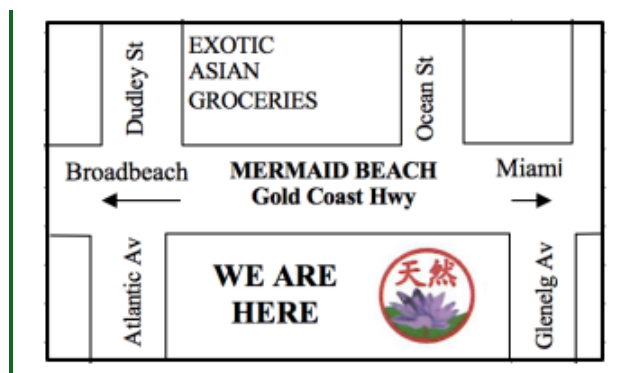 Dudley St
EXOTIC
ASIAN
GROCERIES
Ocean St
Broadbeach
MERMAID BEACH
Gold Coast Hwy
Miami
Atlantic Av
WE ARE
HERE
天然
Glenelg Av